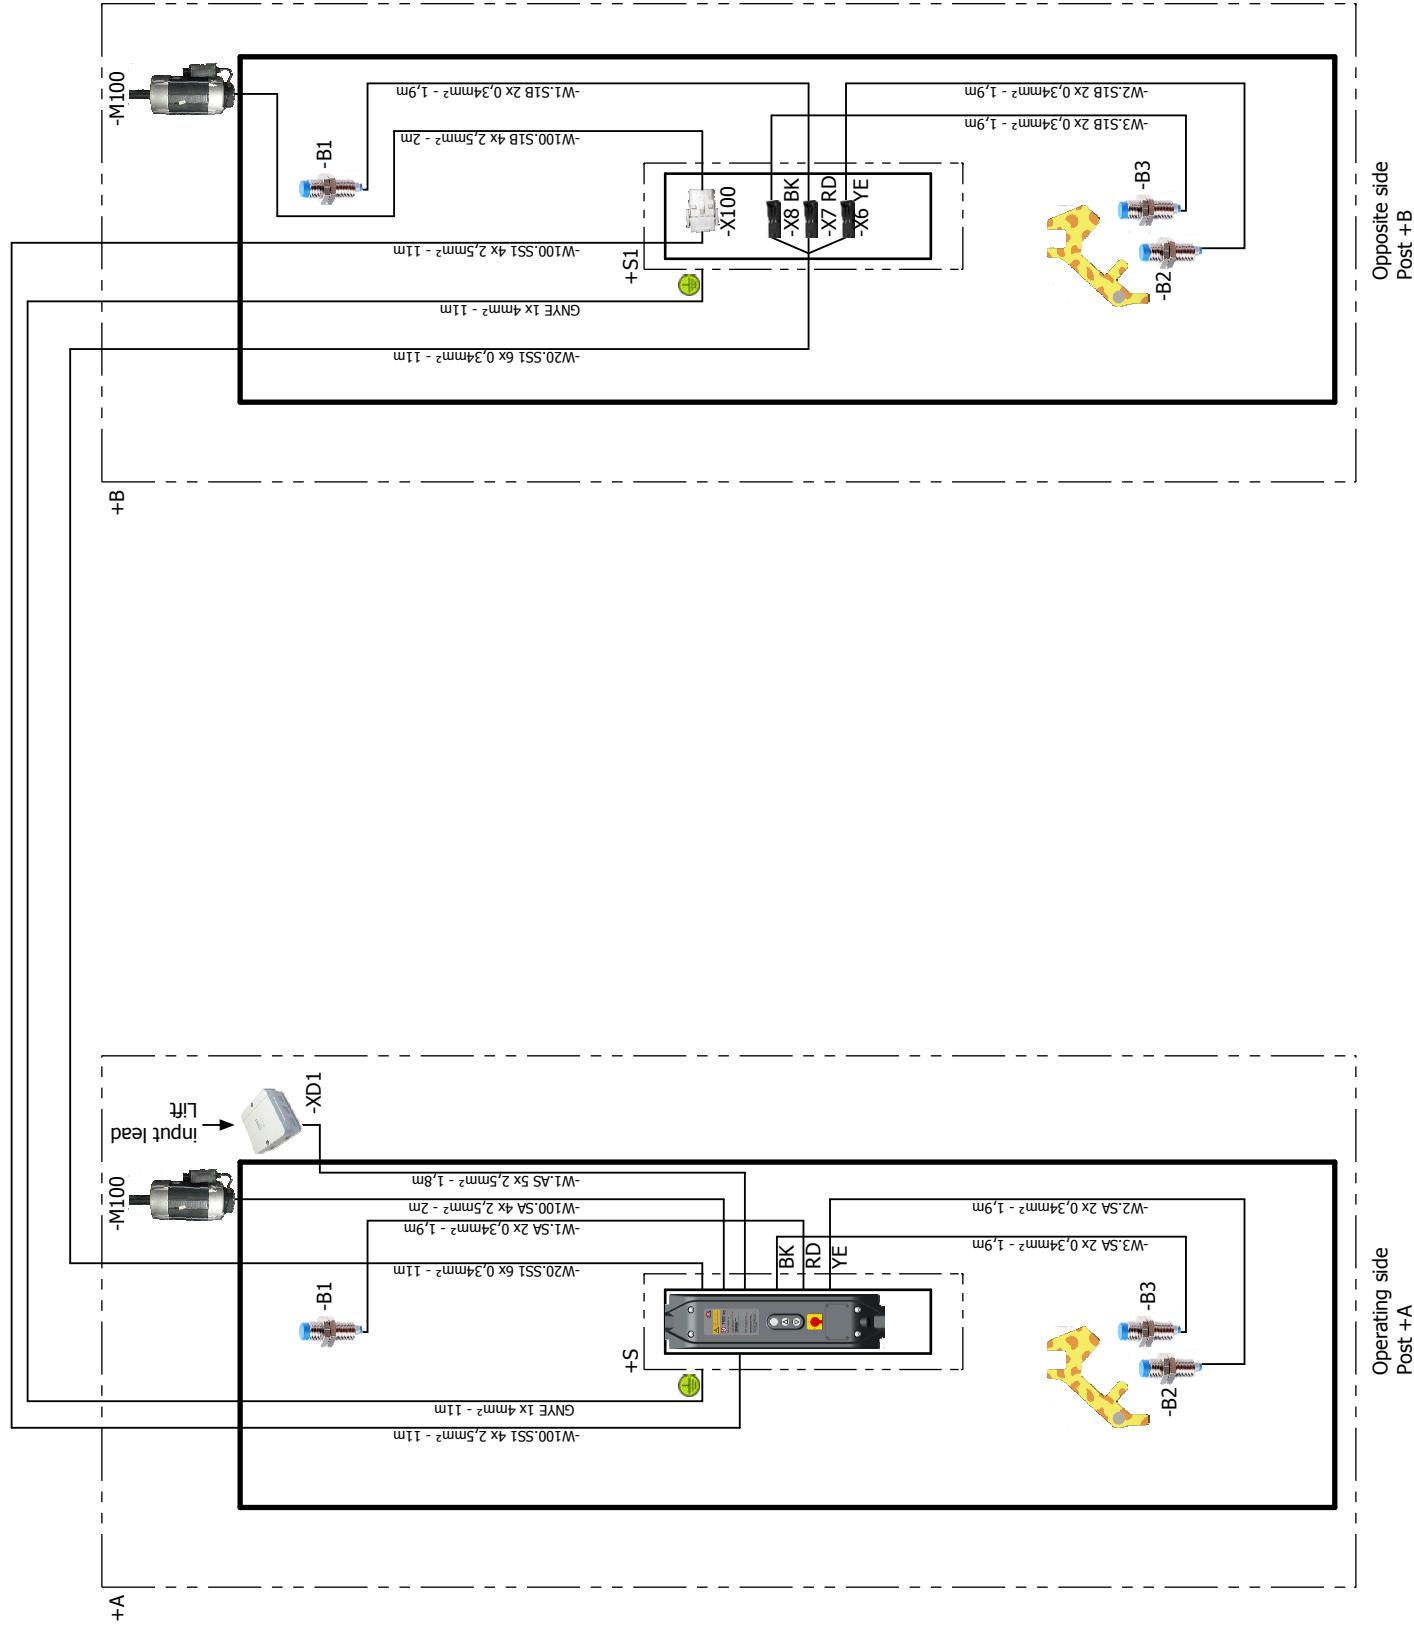 -M100
-W1.S1B 2x 0,34mm² - 1,9m
-W2.S1B 2x 0,34mm² - 1,9m
-W100.S1B 4x 2,5mm² - 2m
-W3.S1B 2x 0,34mm² - 1,9m
-B1
-X100
-X8 BK
-X7 RD
-X6 YE
-B3
-B2
+S1
-W100.SS1 4x 2,5mm² - 11m
GNYE 1x 4mm² - 11m
-W20.SS1 6x 0,34mm² - 11m
Opposite side
Post +B
+B
input lead
Lift
-XD1
-M100
-W1.AS 5x 2,5mm² - 1,8m
-W100.SA 4x 2,5mm² - 2m
-W1.SA 2x 0,34mm² - 1,9m
-W2.SA 2x 0,34mm² - 1,9m
-W3.SA 2x 0,34mm² - 1,9m
-W20.SS1 6x 0,34mm² - 11m
BK
RD
YE
-B1
-B3
-B2
+S
GNYE 1x 4mm² - 11m
-W100.SS1 4x 2,5mm² - 11m
Operating side
Post +A
+A